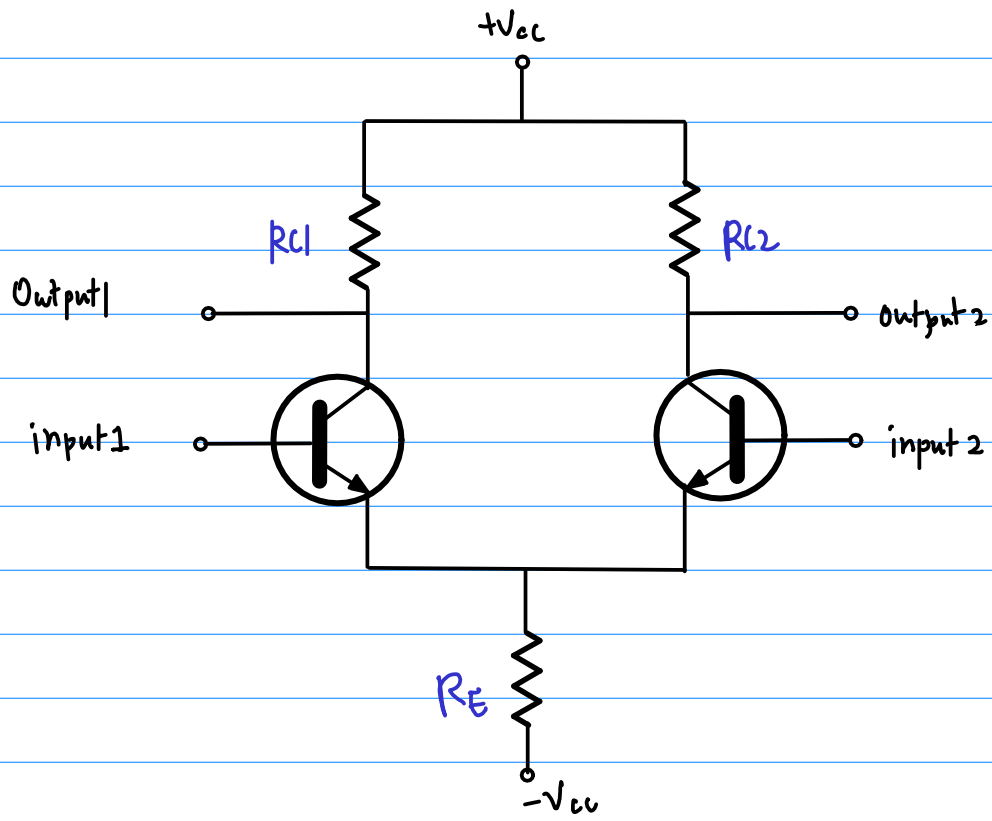 +Vcc
RC1
RC2
Output1
output2
input1
input2
RE
-Vcc